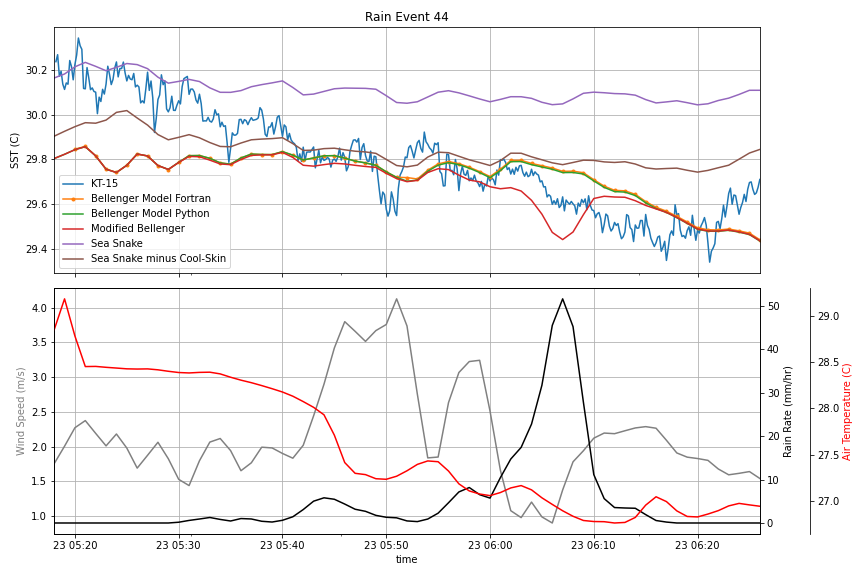 Rain Event 44
SST (C)
30.2
30.0
29.8
29.6
29.4
KT-15
Bellenger Model Fortran
Bellenger Model Python
Modified Bellenger
Sea Snake
Sea Snake minus Cool-Skin
Wind Speed (m/s)
4.0
3.5
3.0
2.5
2.0
1.5
1.0
50
40
30
20
10
0
Rain Rate (mm/hr)
29.0
28.5
28.0
27.5
27.0
Air Temperature (C)
23 05:20 23 05:30 23 05:40 23 05:50 23 06:00 23 06:10 23 06:20
time